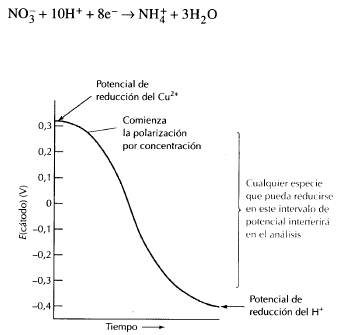 NO₃⁻ + 10H⁺ + 8e⁻ → NH₄⁺ + 3H₂O
Potencial de
reducción del Cu²⁺
Comienza
la polarización
por concentración
0,3
0,2
0,1
0
−0,1
−0,2
−0,3
−0,4
E(cátodo) (V)
Cualquier especie
que pueda reducirse
en este intervalo de
potencial interferirá
en el análisis
Potencial de
reducción del H⁺
Tiempo